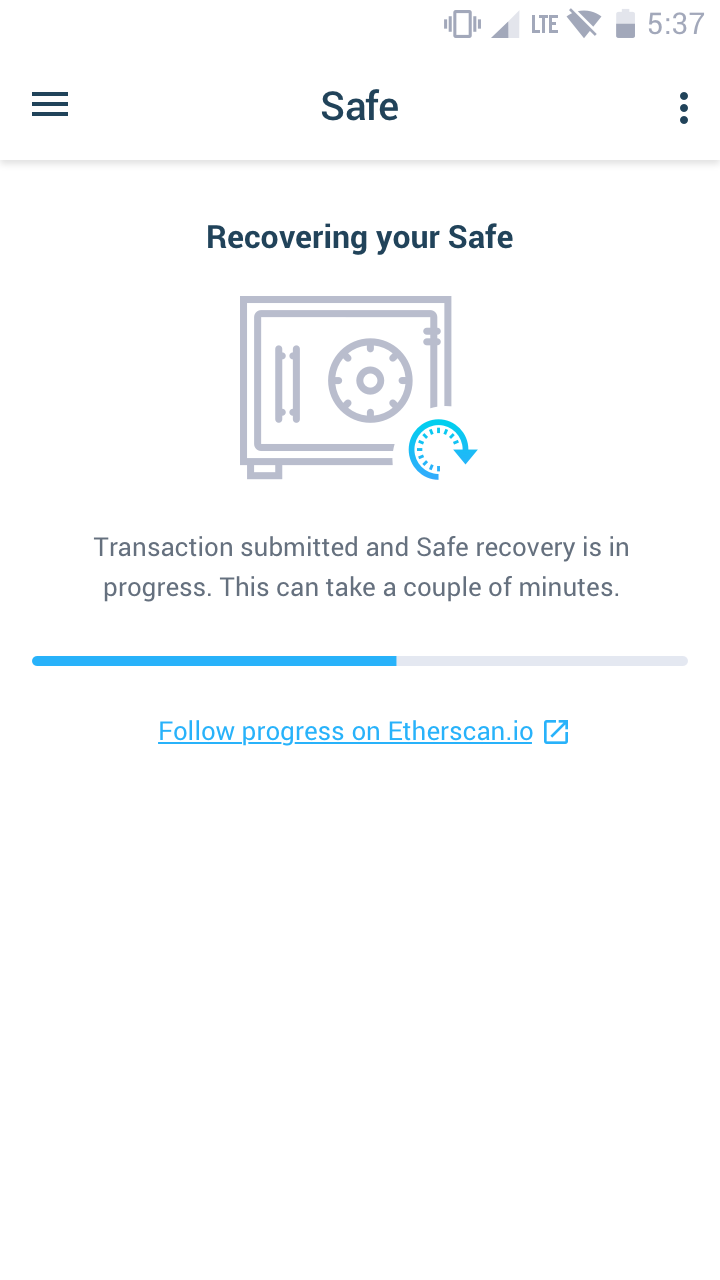 LTE 5:37
Safe
Recovering your Safe
Transaction submitted and Safe recovery is in
progress. This can take a couple of minutes.
Follow progress on Etherscan.io